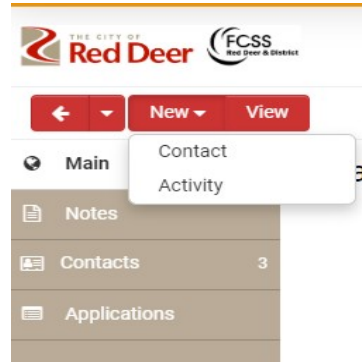 THE CITY OF
Red Deer
FCSS
Red Deer & District
New View
Contact
Activity
Main
Notes
Contacts 3
Applications